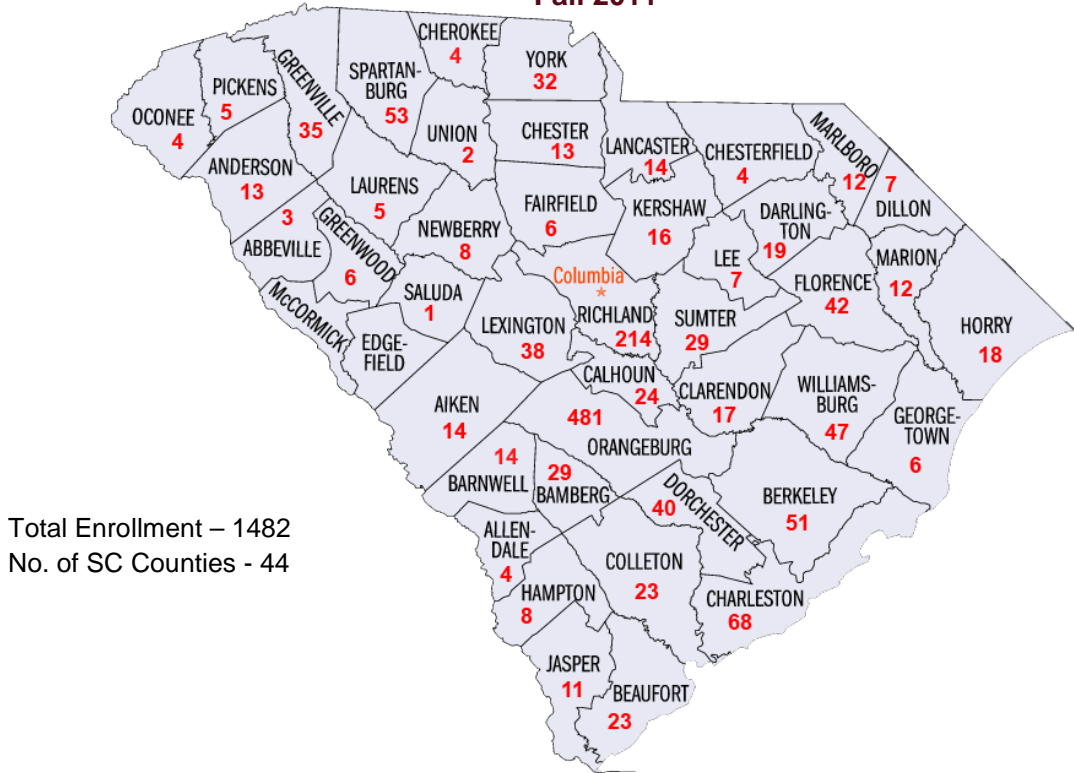 CHEROKEE
4
YORK
32
SPARTAN-
BURG
53
GREENVILLE
35
PICKENS
5
OCONEE
4
UNION
2
CHESTER
13
LANCASTER
14
CHESTERFIELD
4
MARLBORO
12
7
DILLON
ANDERSON
13
LAURENS
5
FAIRFIELD
6
KERSHAW
16
DARLING-
TON
19
3
ABBEVILLE
GREENWOOD
6
NEWBERRY
8
LEE
7
FLORENCE
42
MARION
12
Columbia
*
SALUDA
1
McCORMICK
EDGE-
FIELD
LEXINGTON
38
RICHLAND
214
SUMTER
29
HORRY
18
CALHOUN
24
CLARENDON
17
WILLIAMS-
BURG
47
GEORGE-
TOWN
6
AIKEN
14
481
ORANGEBURG
14
BARNWELL
29
BAMBERG
DORCHESTER
40
BERKELEY
51
Total Enrollment – 1482
No. of SC Counties - 44
ALLEN-
DALE
4
COLLETON
23
HAMPTON
8
CHARLESTON
68
JASPER
11
BEAUFORT
23